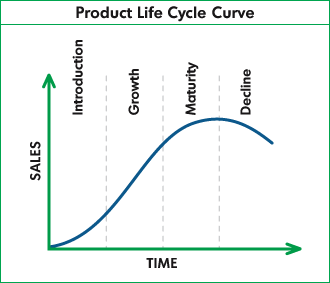 Product Life Cycle Curve
Introduction
Growth
Maturity
Decline
SALES
TIME